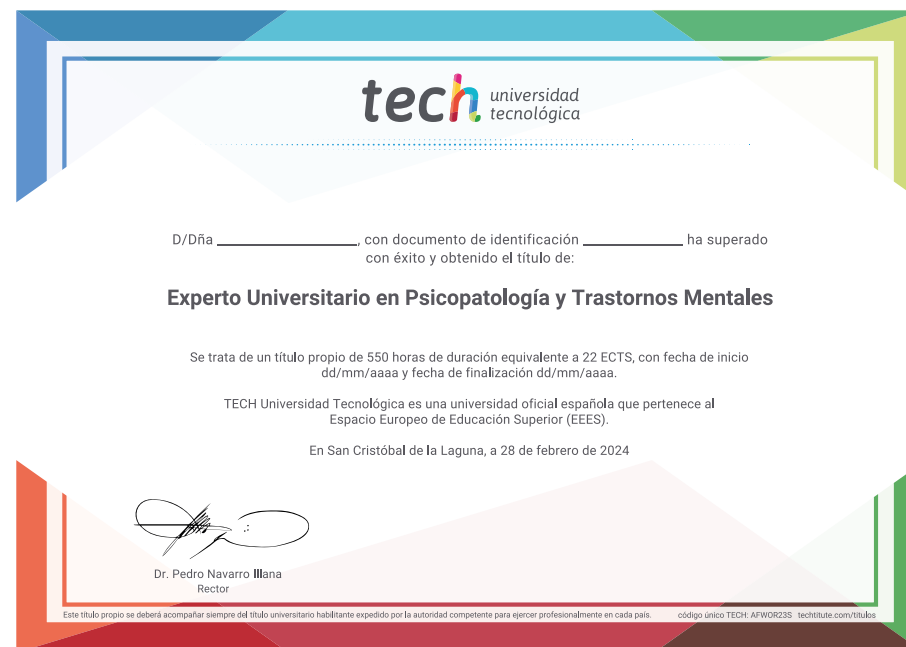 tech universidad
tecnológica
D/Dña ____________________, con documento de identificación ______________ ha superado
con éxito y obtenido el título de:
Experto Universitario en Psicopatología y Trastornos Mentales
Se trata de un título propio de 550 horas de duración equivalente a 22 ECTS, con fecha de inicio
dd/mm/aaaa y fecha de finalización dd/mm/aaaa.
TECH Universidad Tecnológica es una universidad oficial española que pertenece al
Espacio Europeo de Educación Superior (EEES).
En San Cristóbal de la Laguna, a 28 de febrero de 2024
Dr. Pedro Navarro Illana
Rector
Este título propio se deberá acompañar siempre del título universitario habilitante expedido por la autoridad competente para ejercer profesionalmente en cada país. código único TECH: AFWOR23S techtitute.com/titulos